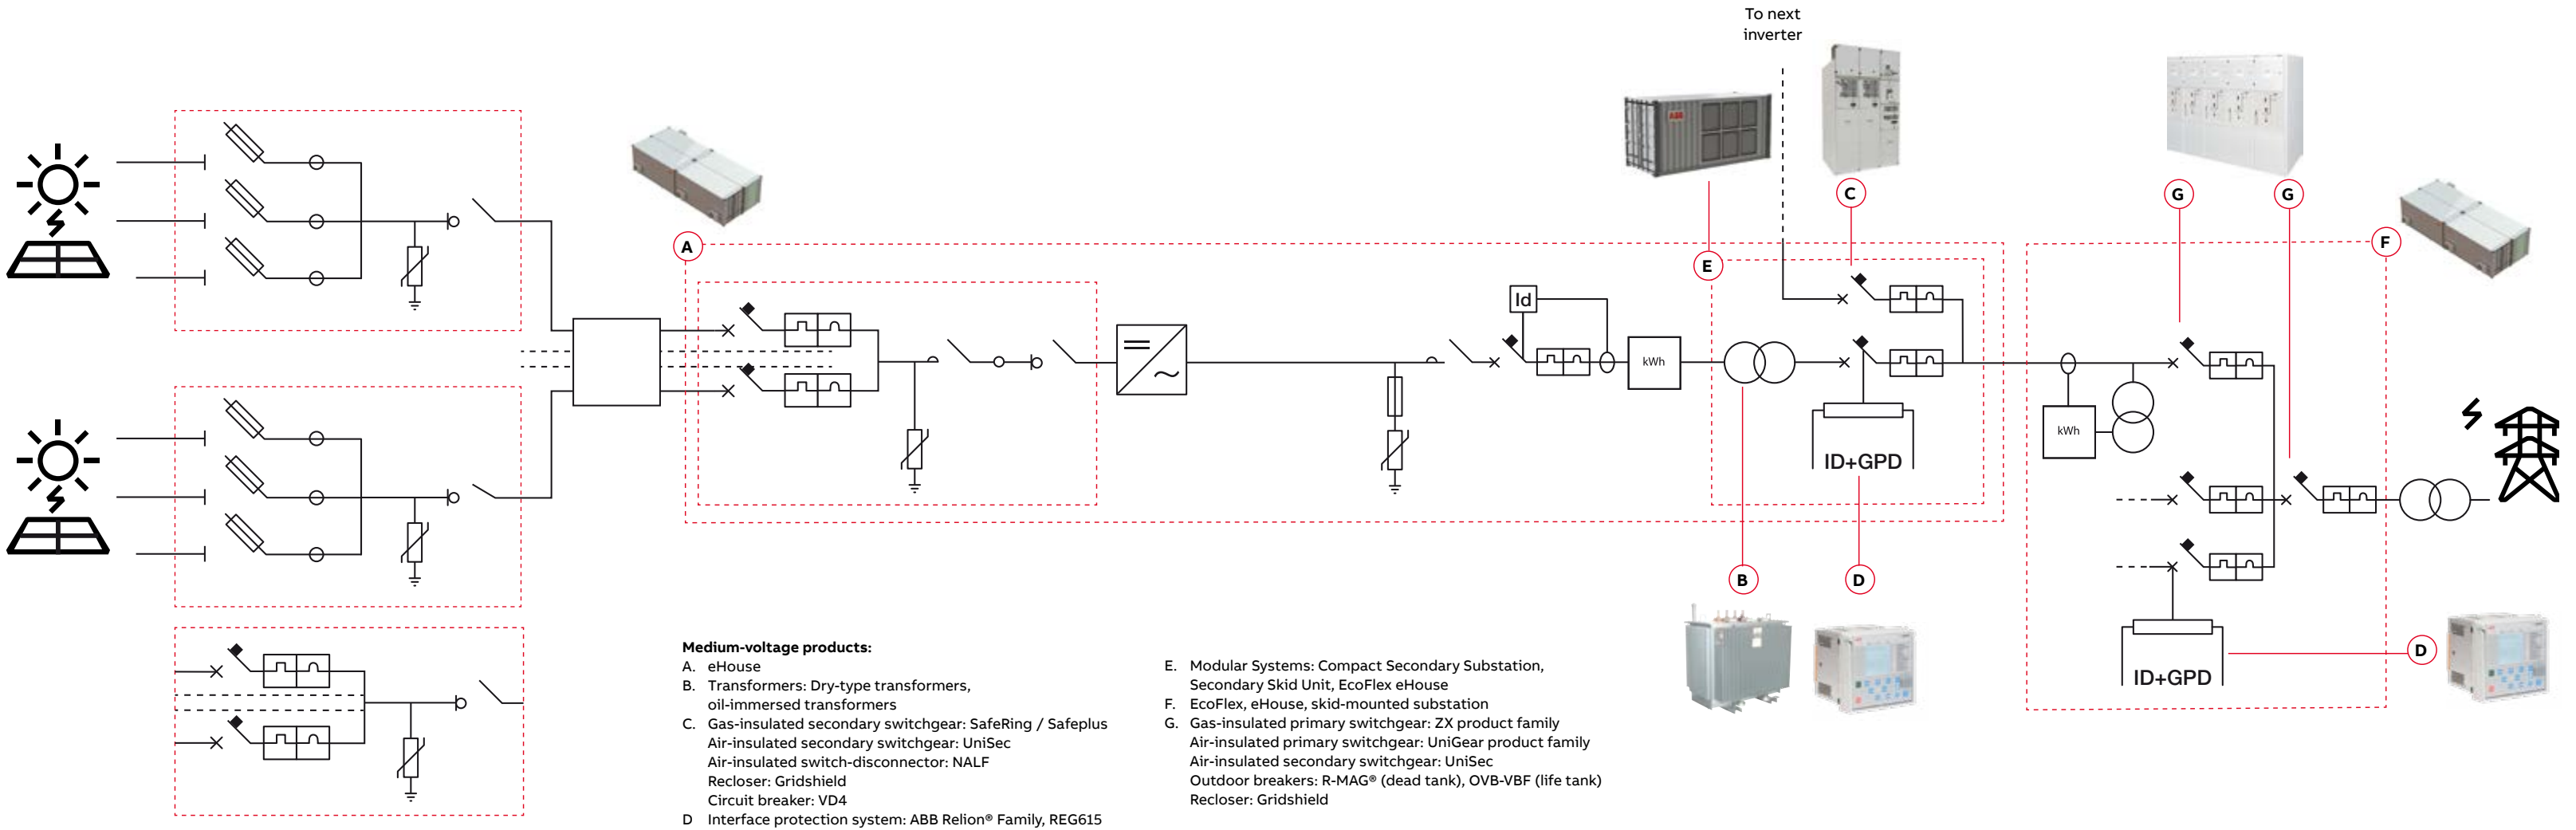 To next
inverter
ABB
C
G
G
A
F
E
Id
kWh
kWh
ID+GPD
B
D
D
ID+GPD
Medium-voltage products:
A. eHouse
B. Transformers: Dry-type transformers,
oil-immersed transformers
C. Gas-insulated secondary switchgear: SafeRing / Safeplus
Air-insulated secondary switchgear: UniSec
Air-insulated switch-disconnector: NALF
Recloser: Gridshield
Circuit breaker: VD4
D Interface protection system: ABB Relion® Family, REG615
E. Modular Systems: Compact Secondary Substation,
Secondary Skid Unit, EcoFlex eHouse
F. EcoFlex, eHouse, skid-mounted substation
G. Gas-insulated primary switchgear: ZX product family
Air-insulated primary switchgear: UniGear product family
Air-insulated secondary switchgear: UniSec
Outdoor breakers: R-MAG® (dead tank), OVB-VBF (life tank)
Recloser: Gridshield